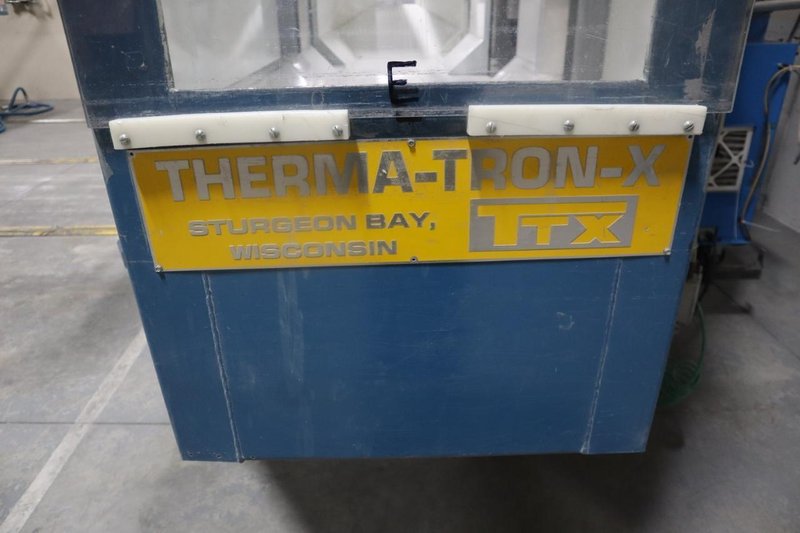 THERMA-TRON-X
STURGEON BAY,
WISCONSIN
TTX